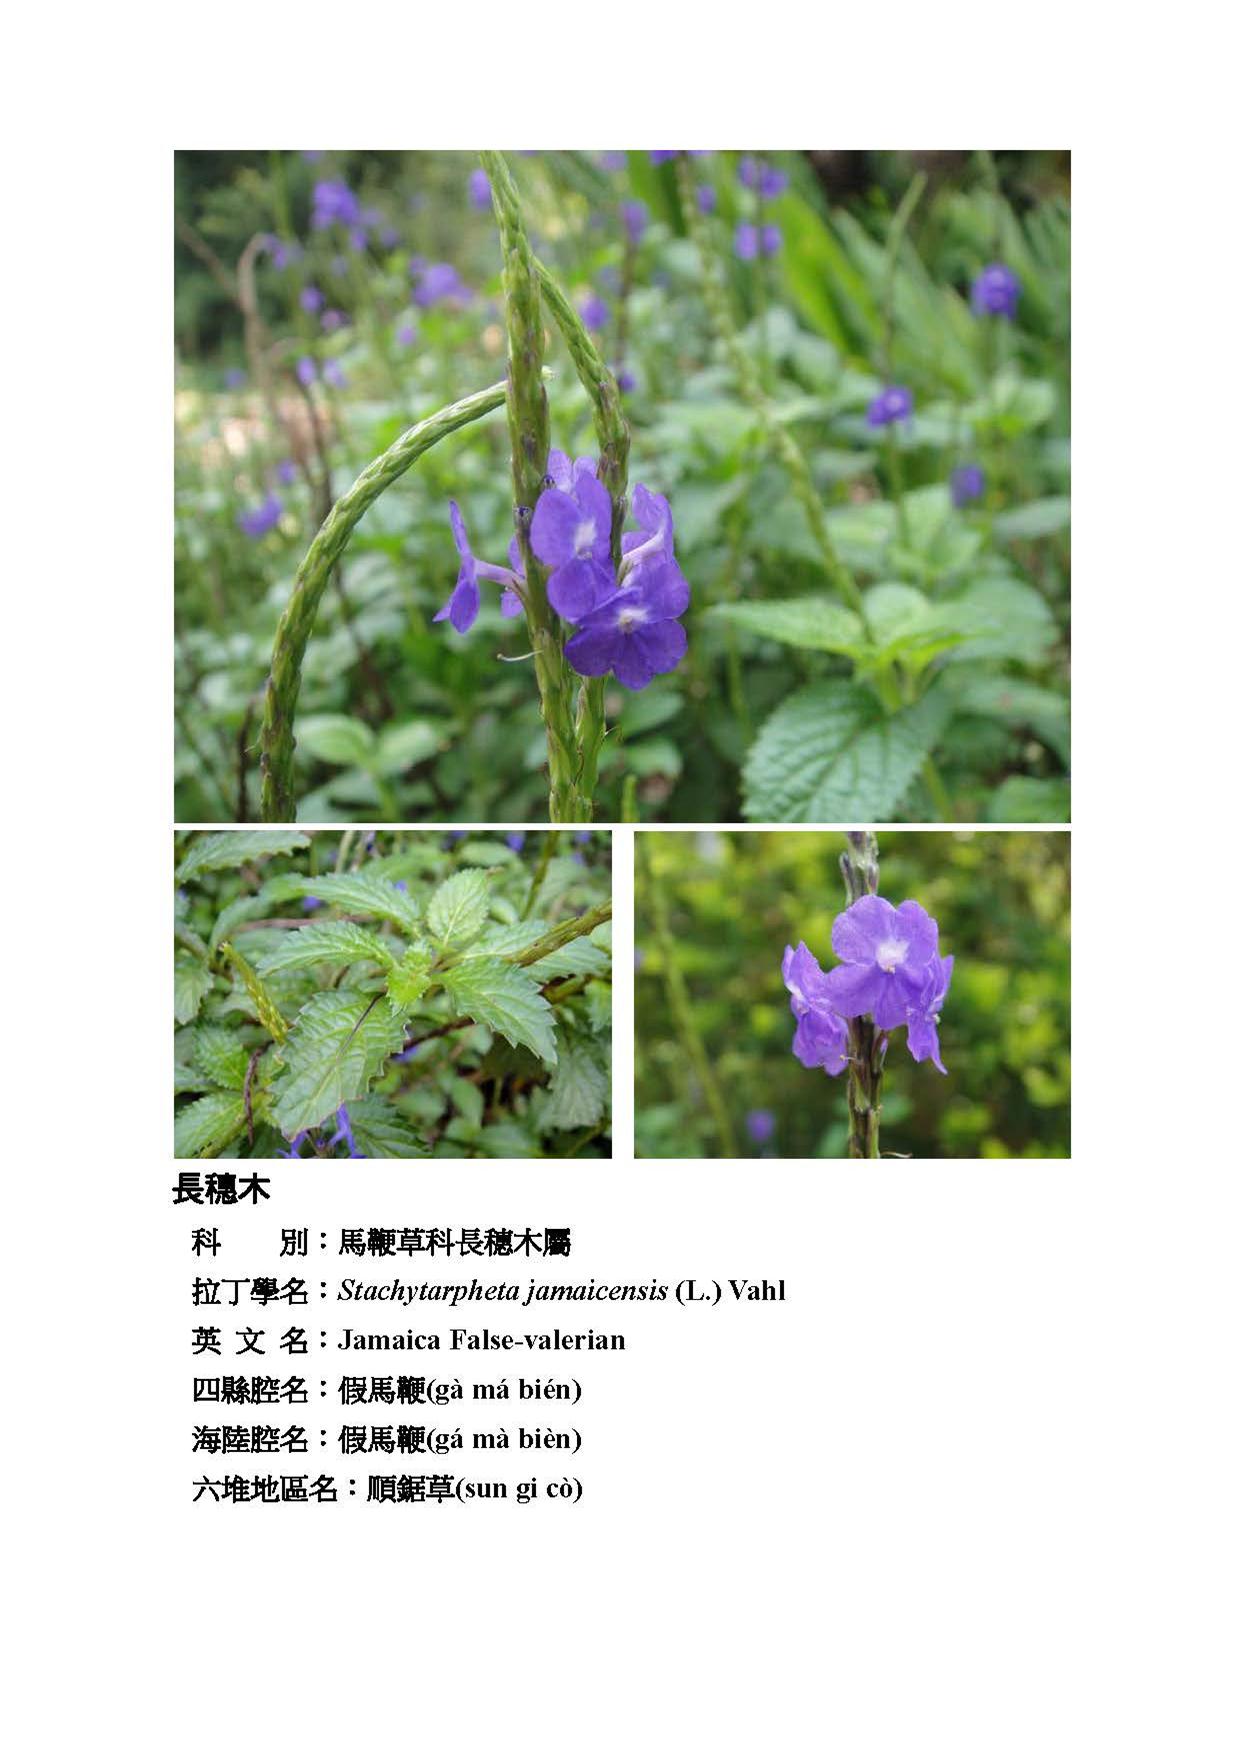 長穗木
科　　別：馬鞭草科長穗木屬
拉丁學名：Stachytarpheta jamaicensis (L.) Vahl
英 文 名：Jamaica False-valerian
四縣腔名：假馬鞭(gà má bién)
海陸腔名：假馬鞭(gá mà bièn)
六堆地區名：順鋸草(sun gi cò)